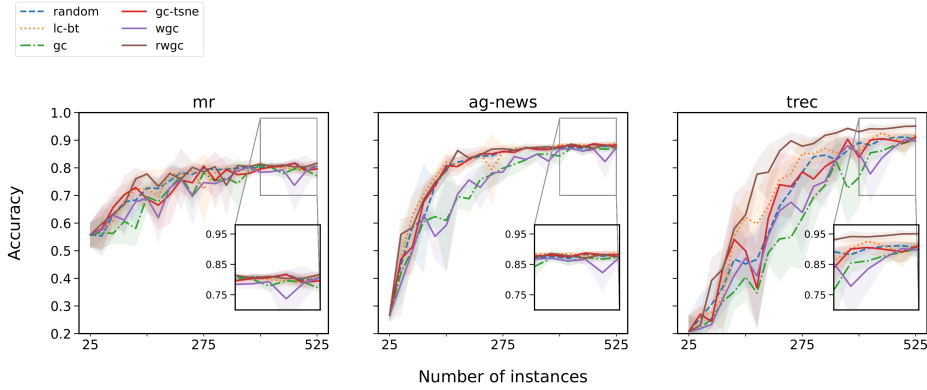 random gc-tsne
lc-bt wgc
gc rwgc
mr ag-news trec
Accuracy
1.0
0.9
0.8
0.7
0.6
0.5
0.4
0.3
0.2
0.95
0.85
0.75
0.95
0.85
0.75
0.95
0.85
0.75
25 275 525 25 275 525 25 275 525
Number of instances